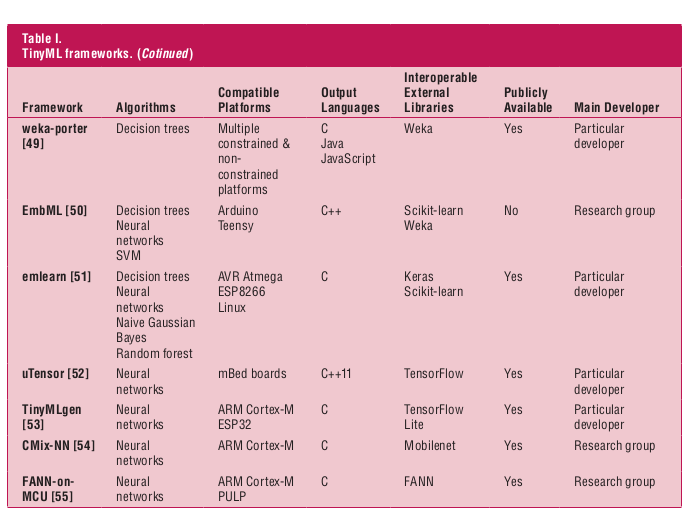 Table I.
TinyML frameworks. (Cotinued)
Framework Algorithms Compatible Platforms Output Languages Interoperable External Libraries Publicly Available Main Developer
weka-porter [49] Decision trees Multiple constrained & non-constrained platforms C Java JavaScript Weka Yes Particular developer
EmbML [50] Decision trees Neural networks SVM Arduino Teensy C++ Scikit-learn Weka No Research group
emlearn [51] Decision trees Neural networks Naive Gaussian Bayes Random forest AVR Atmega ESP8266 Linux C Keras Scikit-learn Yes Particular developer
uTensor [52] Neural networks mBed boards C++11 TensorFlow Yes Particular developer
TinyMLgen [53] Neural networks ARM Cortex-M ESP32 C TensorFlow Lite Yes Particular developer
CMix-NN [54] Neural networks ARM Cortex-M C Mobilenet Yes Research group
FANN-on-MCU [55] Neural networks ARM Cortex-M PULP C FANN Yes Research group